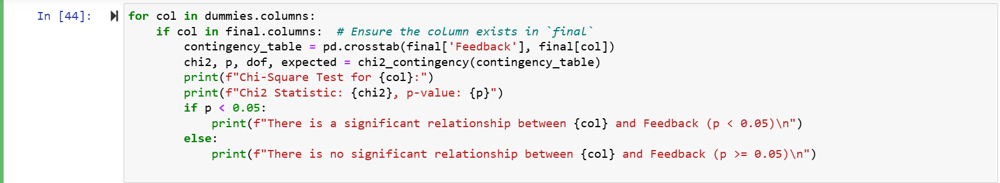 In [44]:
for col in dummies.columns:
    if col in final.columns:  # Ensure the column exists in `final`
        contingency_table = pd.crosstab(final['Feedback'], final[col])
        chi2, p, dof, expected = chi2_contingency(contingency_table)
        print(f"Chi-Square Test for {col}:")
        print(f"Chi2 Statistic: {chi2}, p-value: {p}")
        if p < 0.05:
            print(f"There is a significant relationship between {col} and Feedback (p < 0.05)\n")
        else:
            print(f"There is no significant relationship between {col} and Feedback (p >= 0.05)\n")